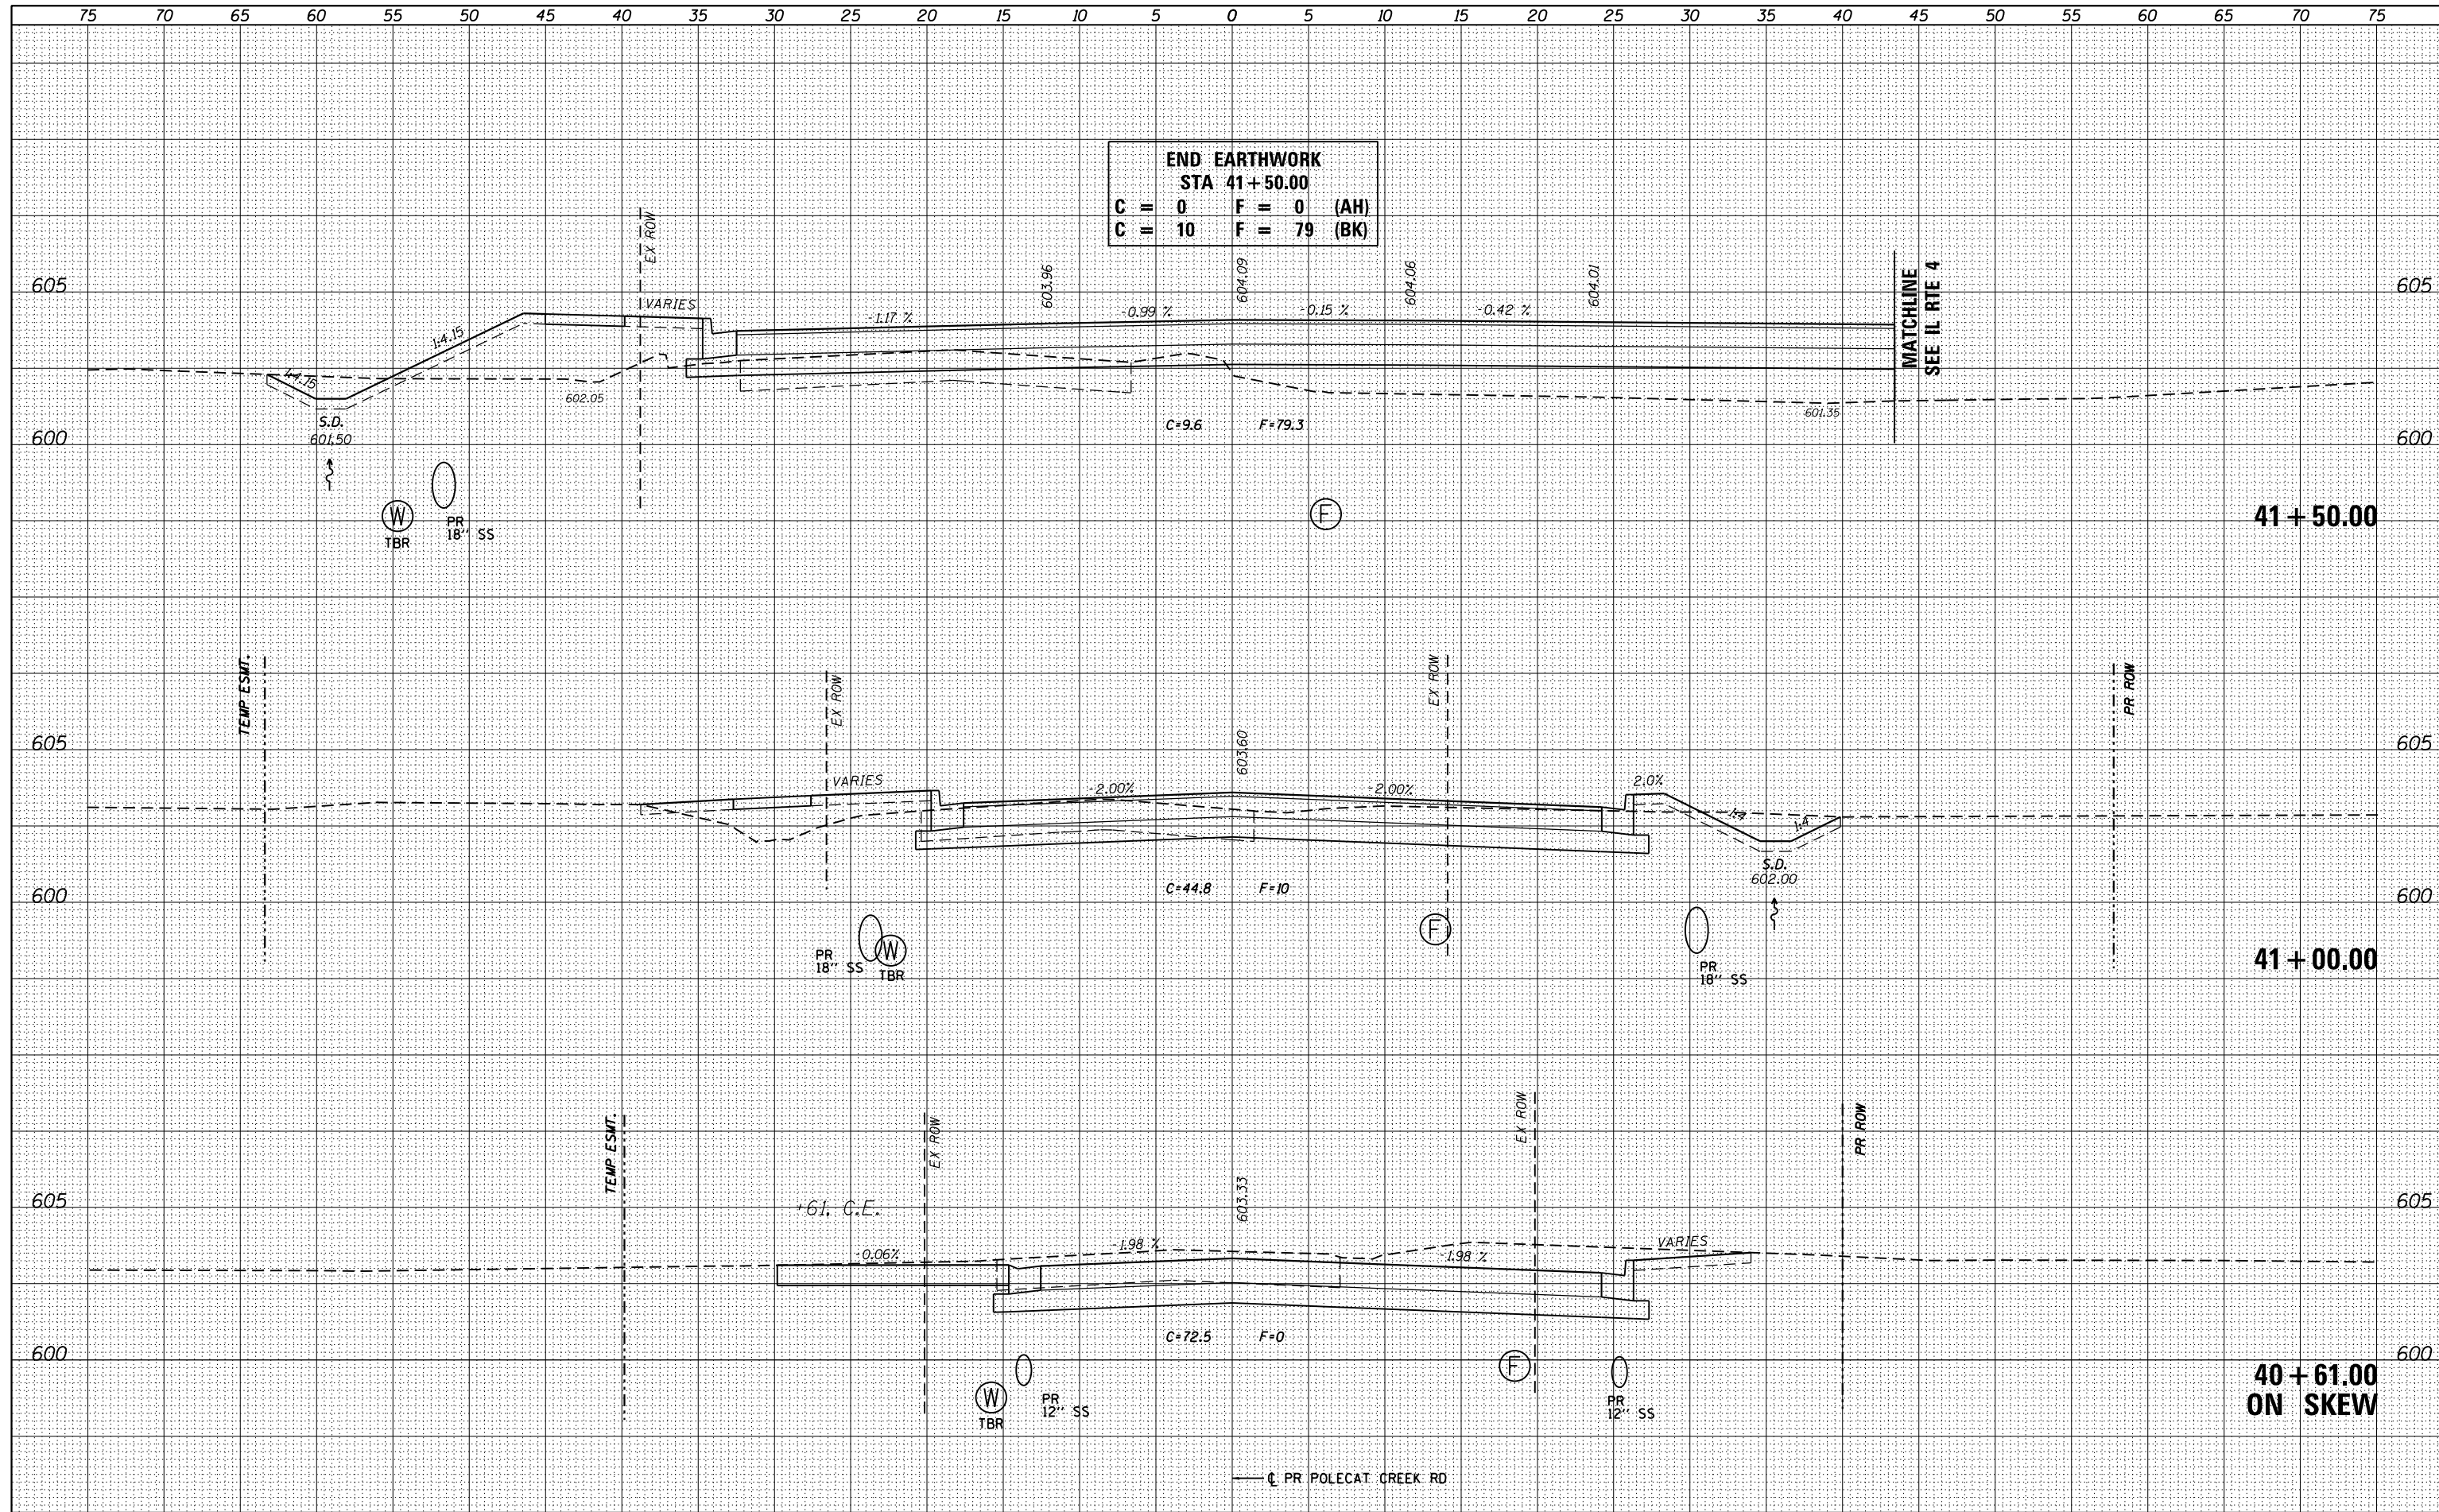 75 70 65 60 55 50 45 40 35 30 25 20 15 10 5 0 5 10 15 20 25 30 35 40 45 50 55 60 65 70 75
END EARTHWORK
STA 41+50.00
C = 0 F = 0 (AH)
C = 10 F = 79 (BK)
EX ROW
605
VARIES
1:4.15
1:4.15
-1.17 %
603.96
-0.99 %
604.09
-0.15 %
604.06
-0.42 %
604.01
MATCHLINE
SEE IL RTE 4
605
602.05
601.35
S.D.
601.50
C=9.6 F=79.3
600
600
W
TBR
PR
18'' SS
F
41+50.00
TEMP ESMT.
EX ROW
EX ROW
PR ROW
605
603.60
605
VARIES
-2.00%
-2.00%
2.0%
1:4
1:4
S.D.
602.00
C=44.8 F=10
600
600
PR
18'' SS
W
TBR
F
PR
18'' SS
41+00.00
TEMP ESMT.
EX ROW
EX ROW
PR ROW
605
+61, C.E.
603.33
605
-0.06%
-1.98 %
-1.98 %
VARIES
C=72.5 F=0
600
600
W
TBR
PR
12'' SS
F
PR
12'' SS
40+61.00
ON SKEW
℄ PR POLECAT CREEK RD